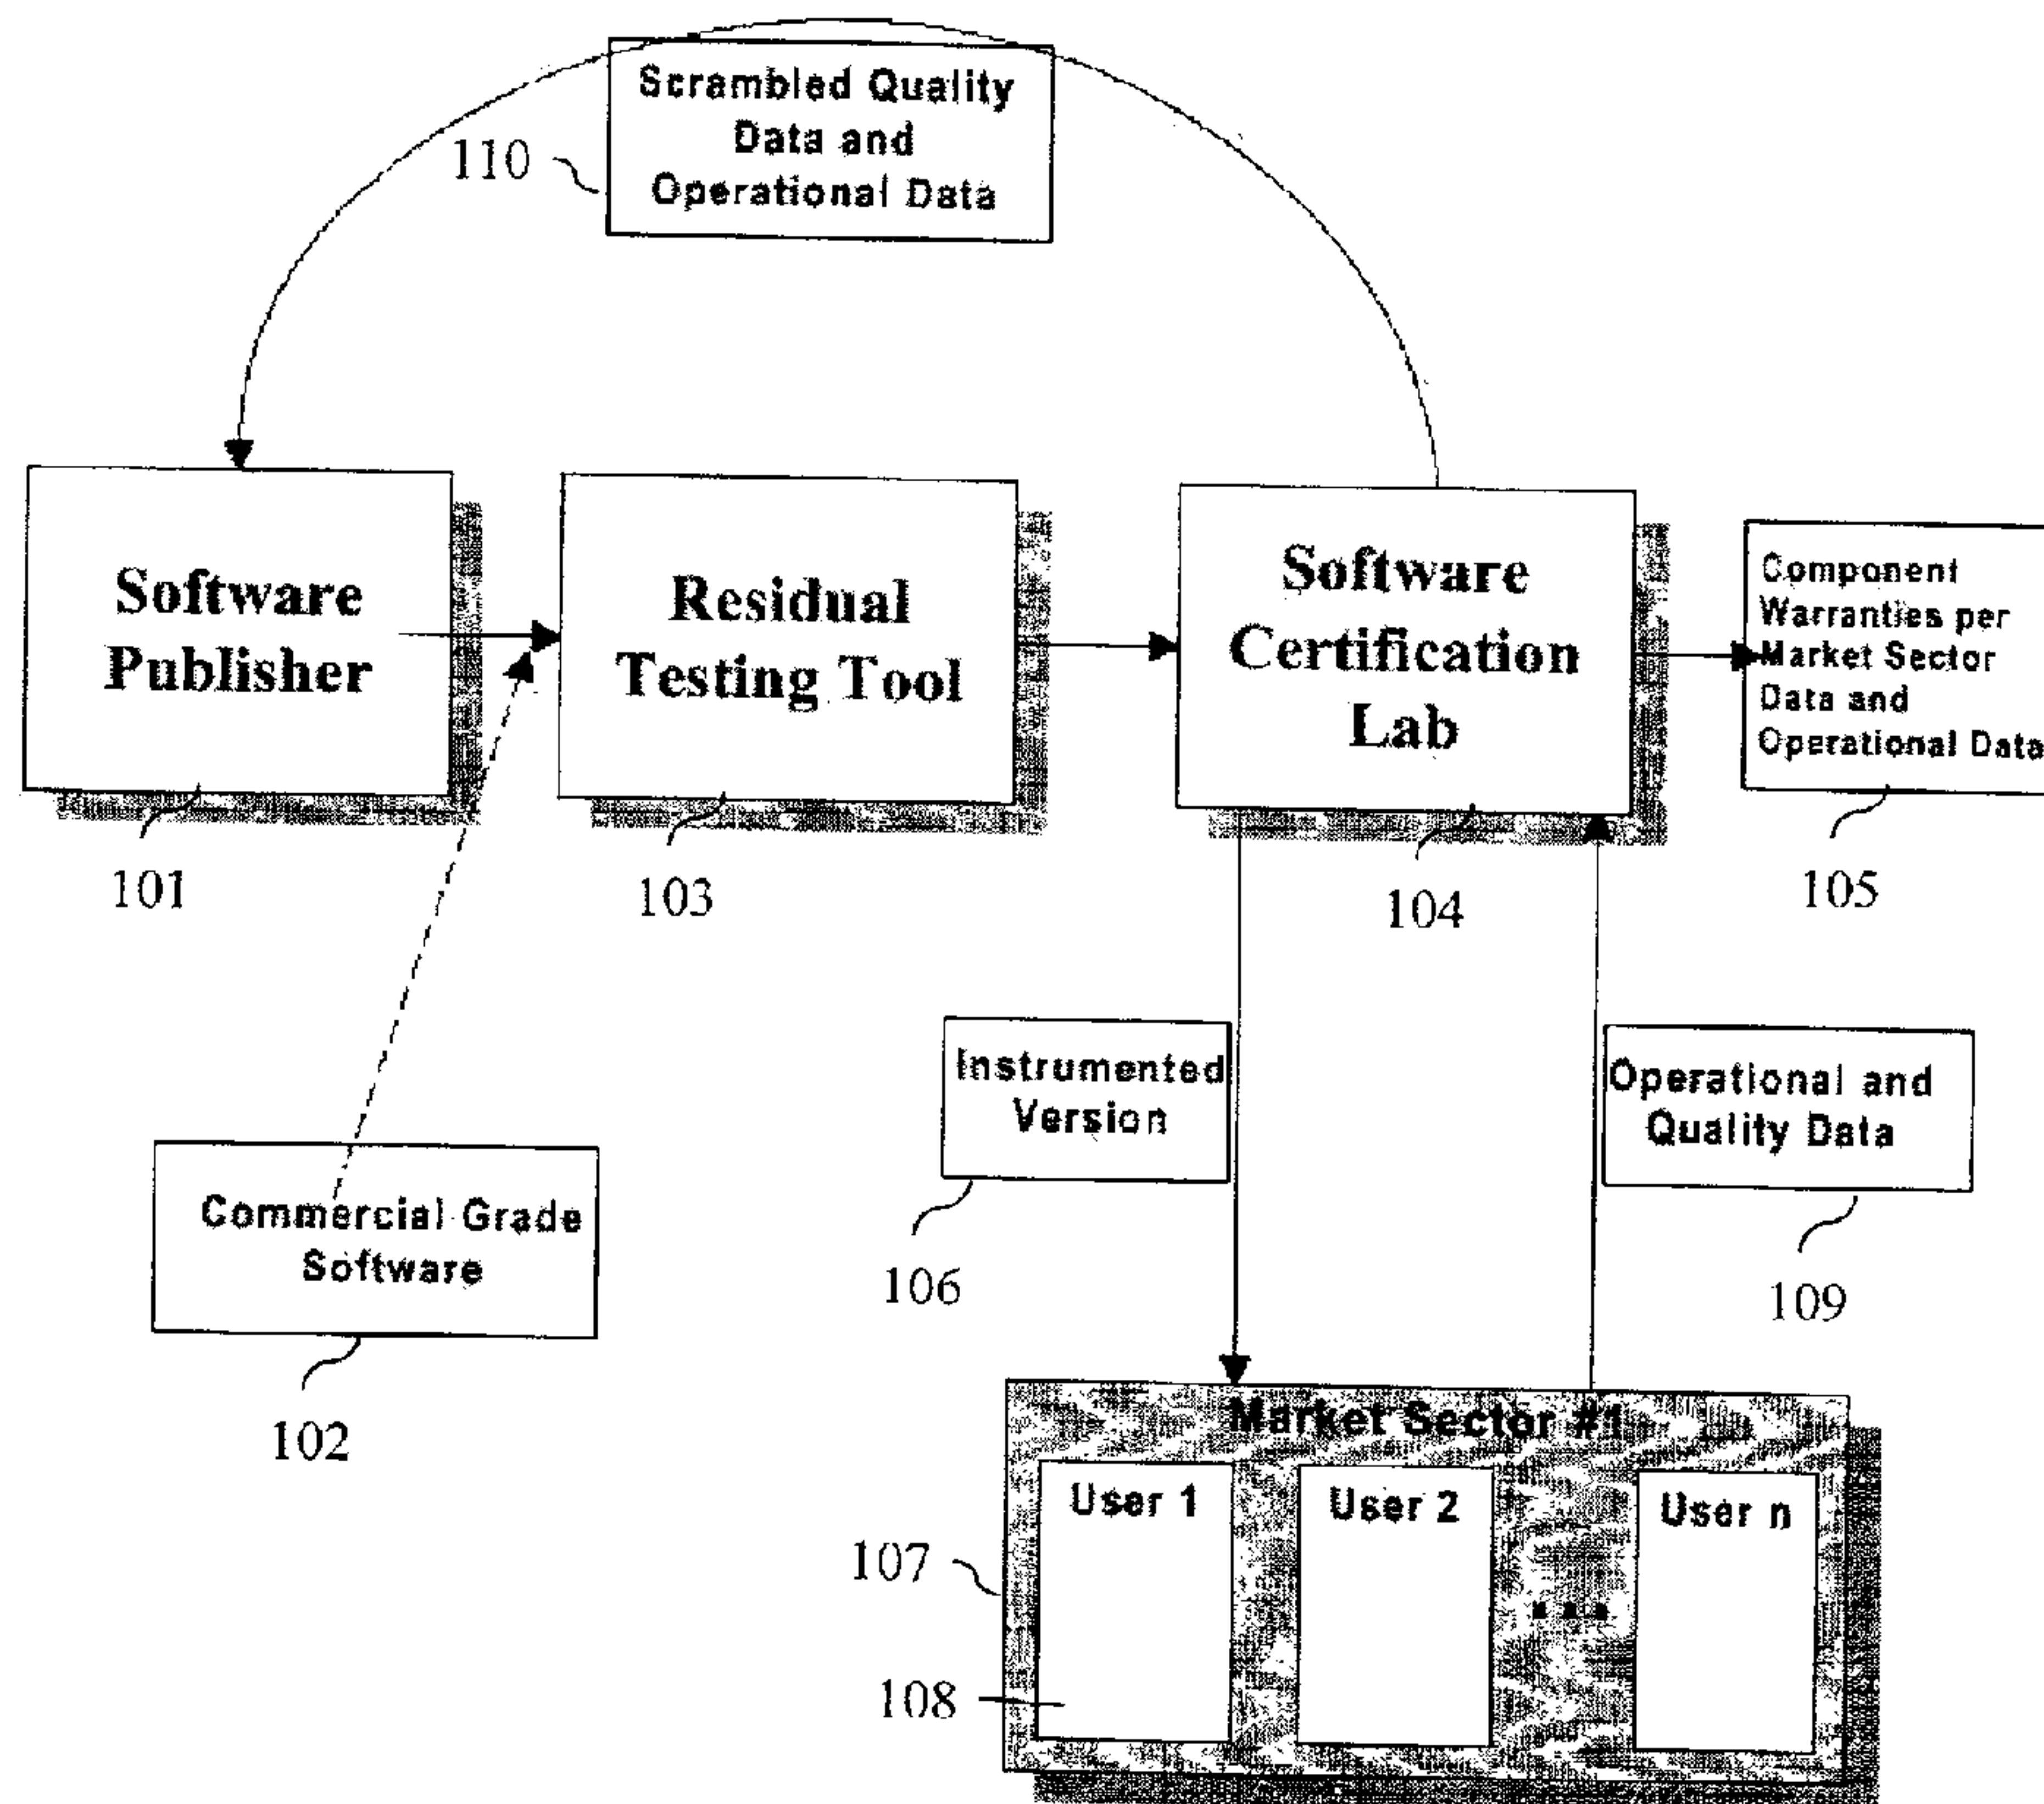 Scrambled Quality
Data and
Operational Data
110
Software
Publisher
101
Residual
Testing Tool
103
Software
Certification
Lab
104
Component
Warranties per
Market Sector
Data and
Operational Data
105
Commercial Grade
Software
102
Instrumented
Version
106
Operational and
Quality Data
109
Market Sector #1
User 1
User 2
...
User n
107
108